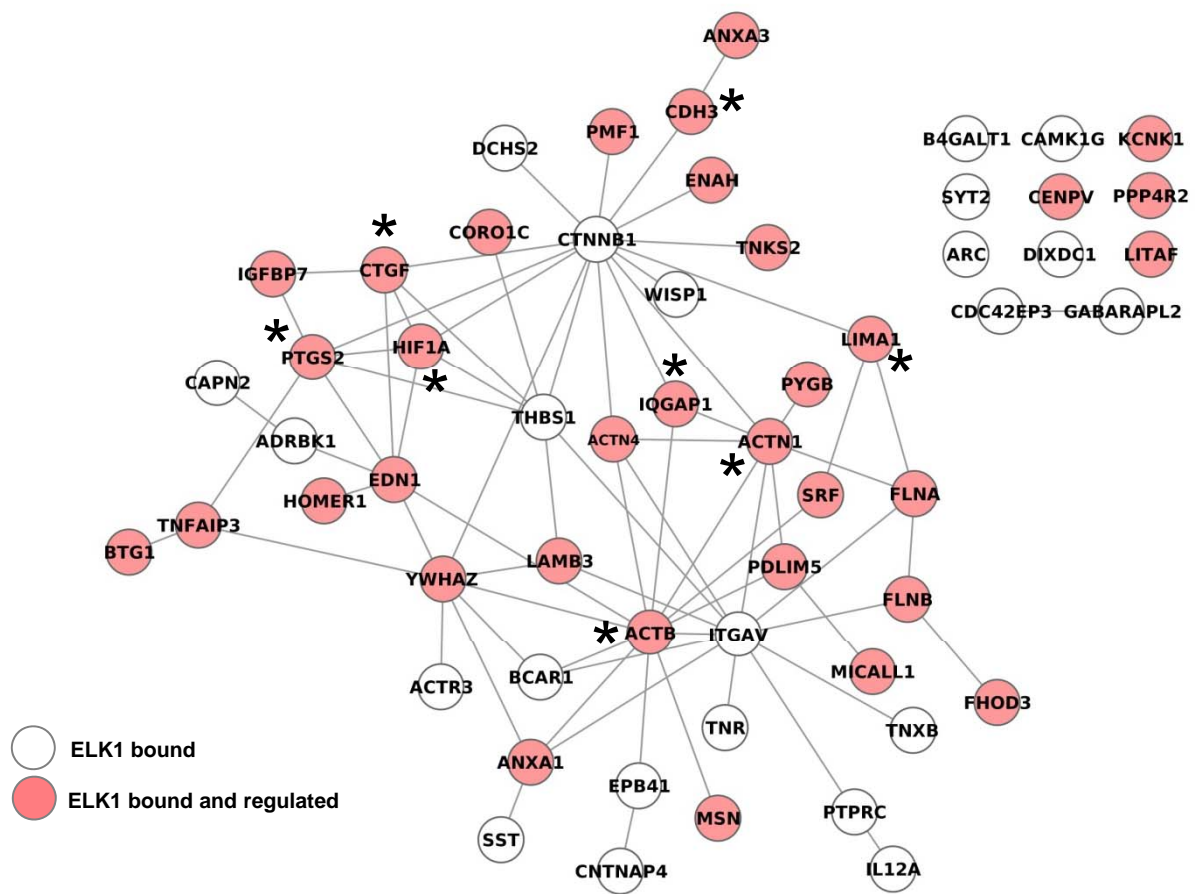 ANXA3
CDH3 *
PMF1
DCHS2
B4GALT1 CAMK1G KCNK1
ENAH
SYT2 CENPV PPP4R2
*
CORO1C
CTNNB1
TNKS2
ARC DIXDC1 LITAF
IGFBP7 CTGF
WISP1
CDC42EP3 GABARAPL2
*
PTGS2 HIF1A
LIMA1
*
*
*
CAPN2
PYGB
IQGAP1
THBS1
ADRBK1
ACTN4 ACTN1
*
EDN1
HOMER1
SRF FLNA
TNFAIP3
BTG1
LAMB3
YWHAZ
PDLIM5
FLNB
* ACTB ITGAV
BCAR1
ACTR3
MICALL1
FHOD3
TNR TNXB
ELK1 bound
ANXA1
EPB41
ELK1 bound and regulated
MSN PTPRC
SST
CNTNAP4 IL12A